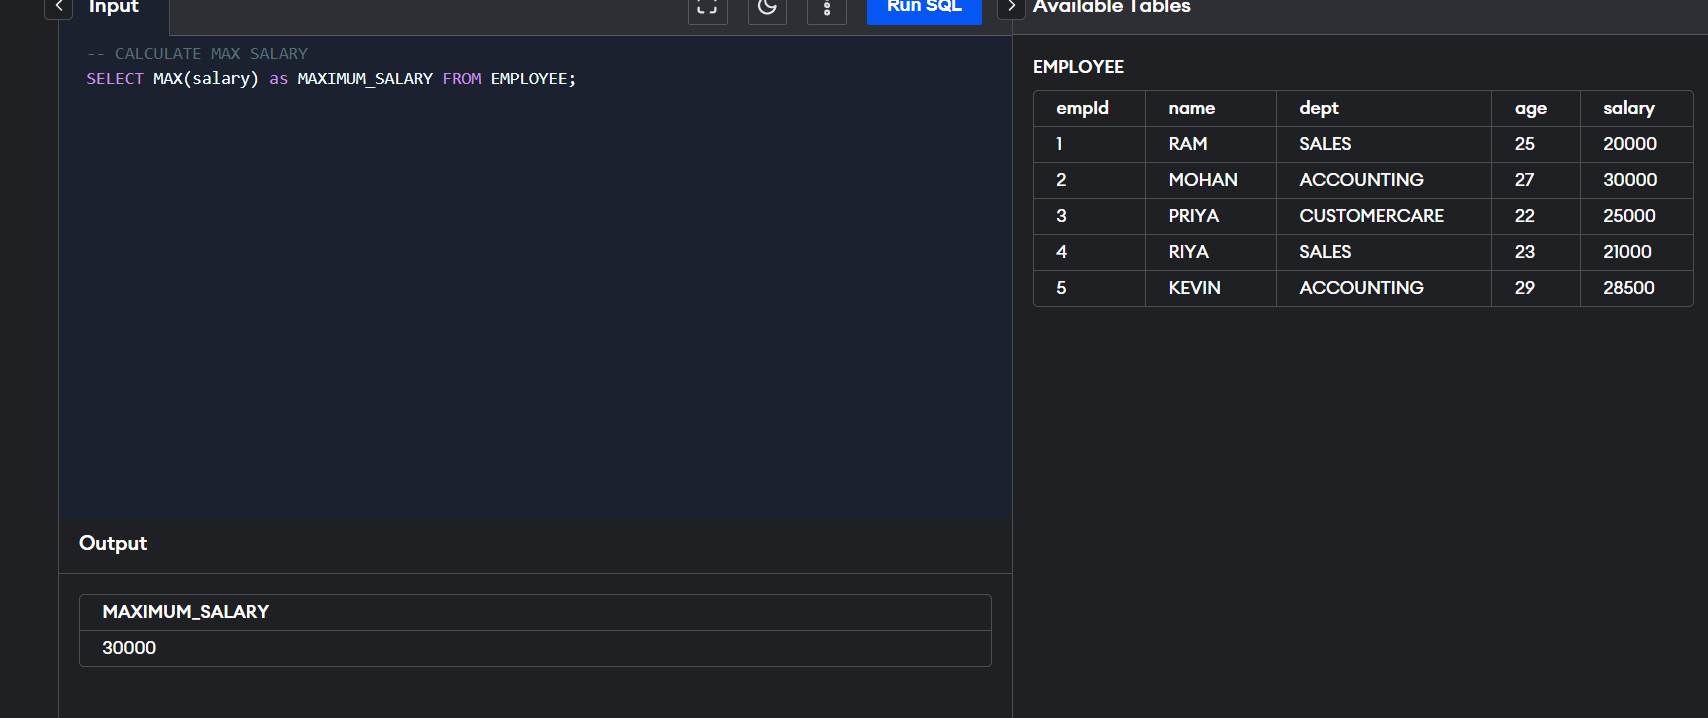 Input
Run SQL
-- CALCULATE MAX SALARY
SELECT MAX(salary) as MAXIMUM_SALARY FROM EMPLOYEE;
Output
MAXIMUM_SALARY
30000
Available Tables
EMPLOYEE
empId name dept age salary
1 RAM SALES 25 20000
2 MOHAN ACCOUNTING 27 30000
3 PRIYA CUSTOMERCARE 22 25000
4 RIYA SALES 23 21000
5 KEVIN ACCOUNTING 29 28500